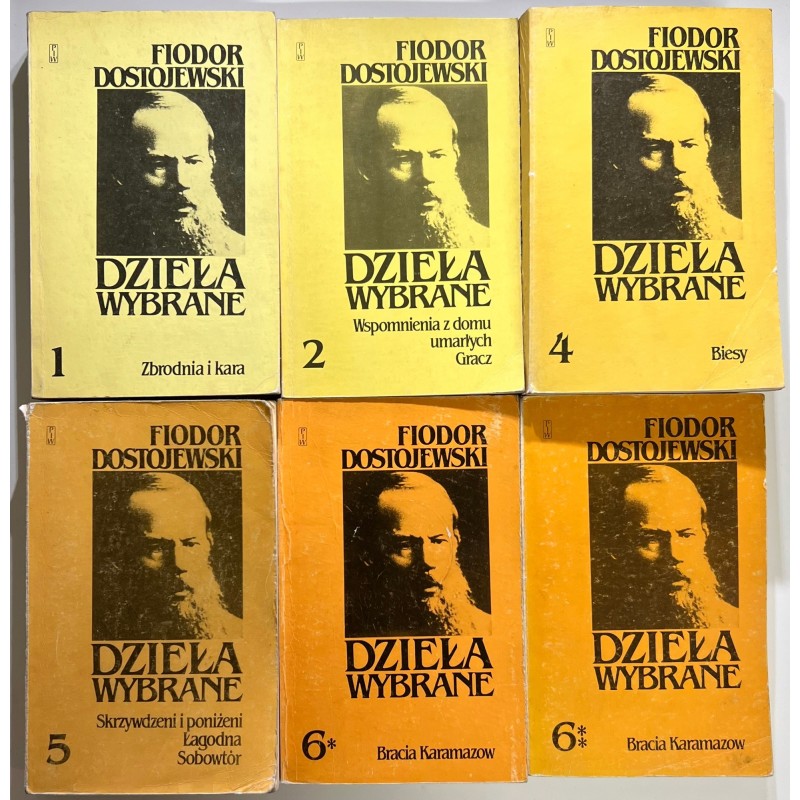 FIODOR
DOSTOJEWSKI
DZIEŁA
WYBRANE
1
Zbrodnia i kara
FIODOR
DOSTOJEWSKI
DZIEŁA
WYBRANE
2
Wspomnienia z domu
umarłych
Gracz
FIODOR
DOSTOJEWSKI
DZIEŁA
WYBRANE
4
Biesy
FIODOR
DOSTOJEWSKI
DZIEŁA
WYBRANE
5
Skrzywdzeni i poniżeni
Łagodna
Sobowtór
FIODOR
DOSTOJEWSKI
DZIEŁA
WYBRANE
6*
Bracia Karamazow
FIODOR
DOSTOJEWSKI
DZIEŁA
WYBRANE
6**
Bracia Karamazow